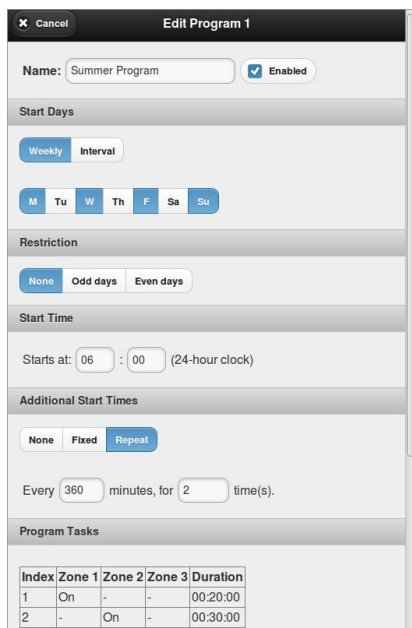 Cancel Edit Program 1
Name: Summer Program Enabled
Start Days
Weekly Interval
M Tu W Th F Sa Su
Restriction
None Odd days Even days
Start Time
Starts at: 06 : 00 (24-hour clock)
Additional Start Times
None Fixed Repeat
Every 360 minutes, for 2 time(s).
Program Tasks
Index Zone 1 Zone 2 Zone 3 Duration
1 On - - 00:20:00
2 - On - 00:30:00